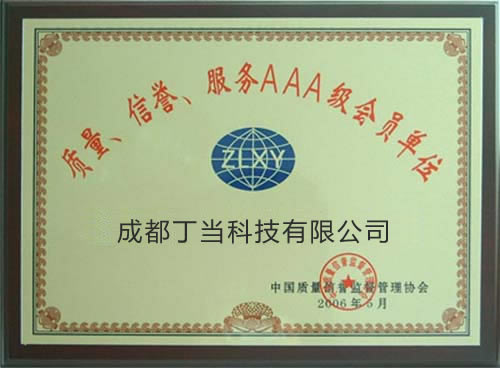 质量、信誉、服务AAA级会员单位
ZLXY
成都丁当科技有限公司
中国质量信誉监督管理协会
2006年5月